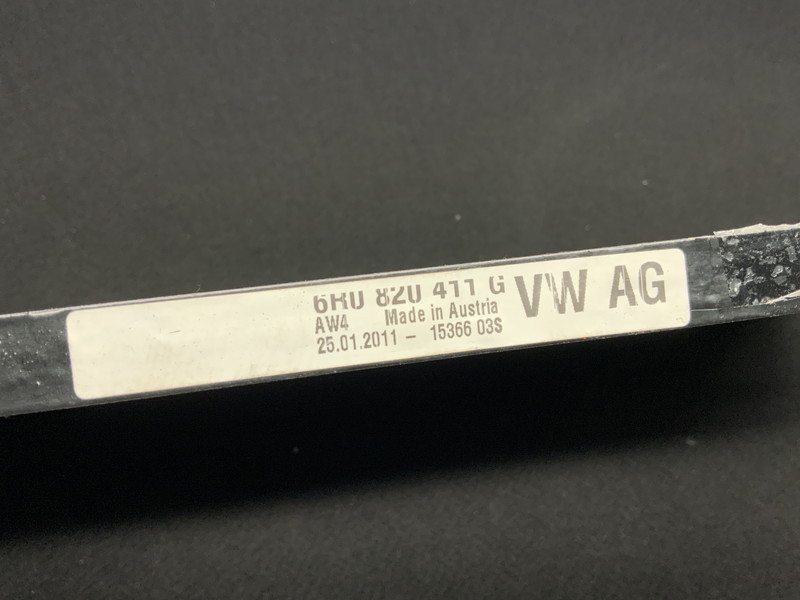 6R0 820 411 G VW AG
AW4 Made in Austria
25.01.2011 – 15366 03S